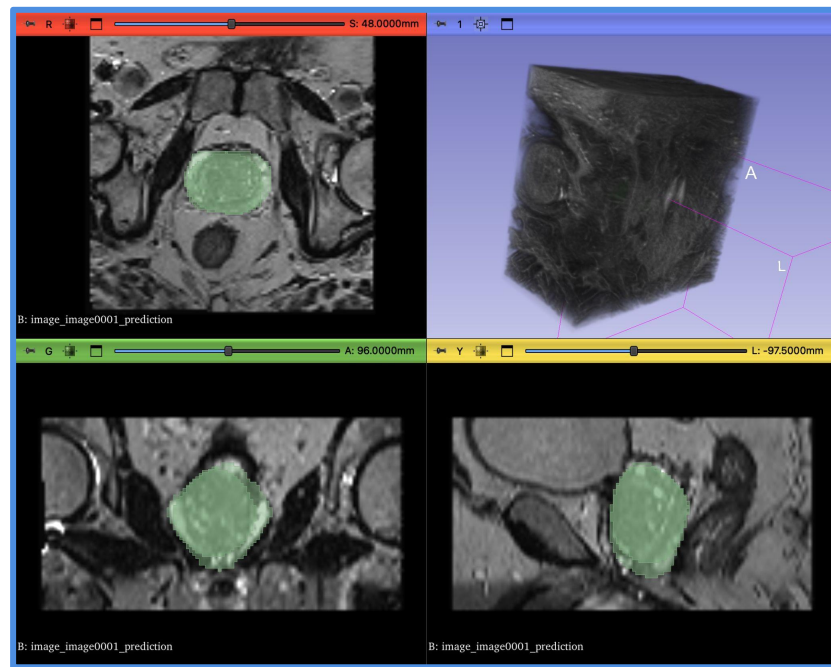 R S: 48.0000mm
1
B: image_image0001_prediction
A
L
G A: 96.0000mm
Y L: -97.5000mm
B: image_image0001_prediction
B: image_image0001_prediction